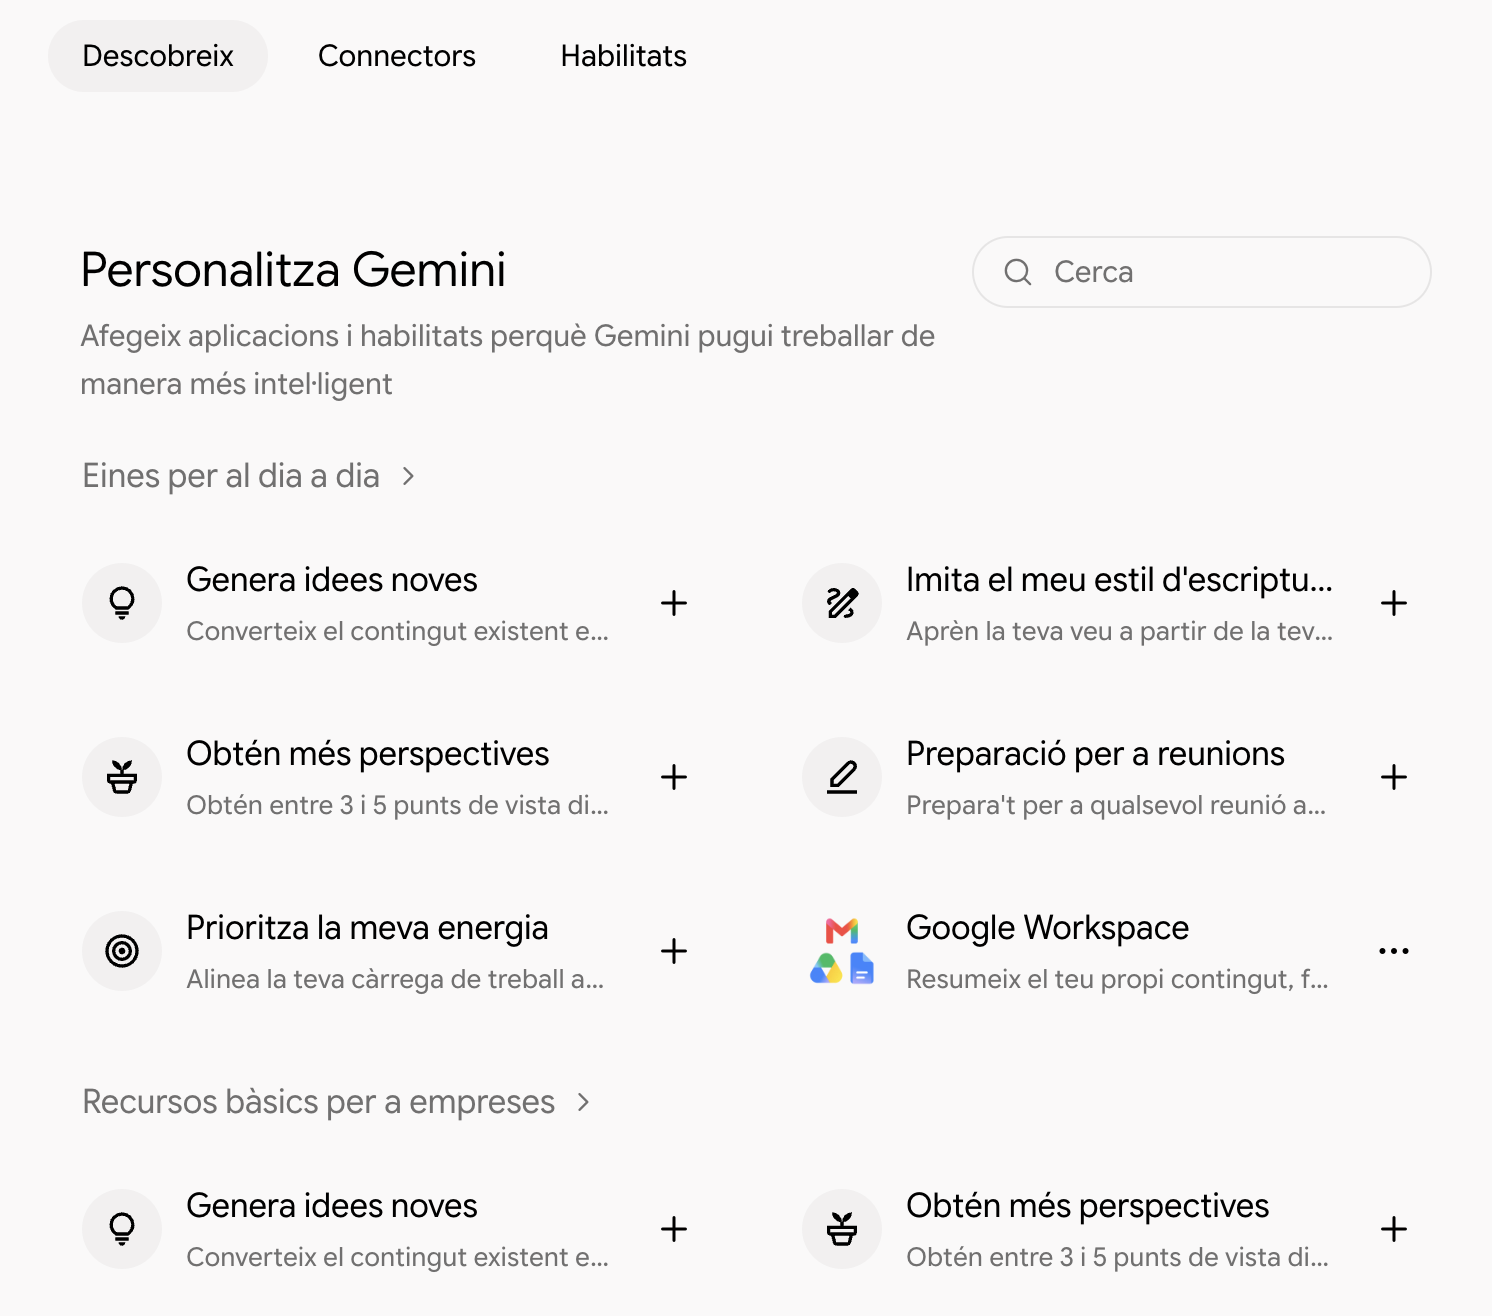 Descobreix
Connectors
Habilitats
Personalitza Gemini
Cerca
Afegeix aplicacions i habilitats perquè Gemini pugui treballar de
manera més intel·ligent
Eines per al dia a dia
Genera idees noves
Converteix el contingut existent e...
Imita el meu estil d'escriptu...
Aprèn la teva veu a partir de la tev...
Obtén més perspectives
Obtén entre 3 i 5 punts de vista di...
Preparació per a reunions
Prepara't per a qualsevol reunió a...
Prioritza la meva energia
Alinea la teva càrrega de treball a...
Google Workspace
Resumeix el teu propi contingut, f...
Recursos bàsics per a empreses
Genera idees noves
Converteix el contingut existent e...
Obtén més perspectives
Obtén entre 3 i 5 punts de vista di...